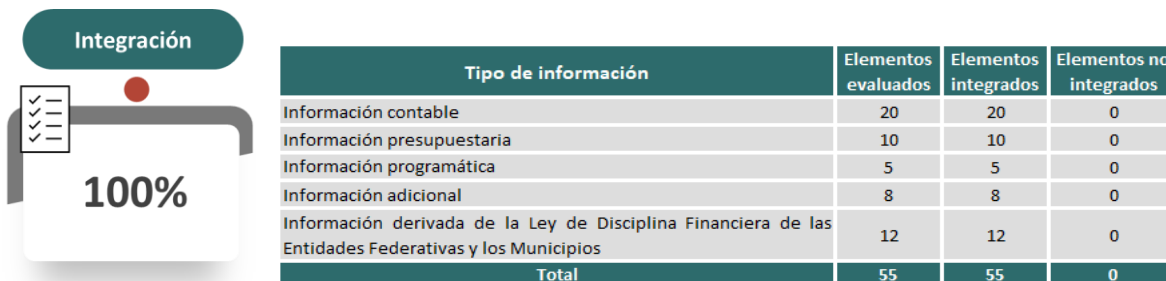 Integración
100%
Tipo de información
Elementos evaluados
Elementos integrados
Elementos no integrados
Información contable 20 20 0
Información presupuestaria 10 10 0
Información programática 5 5 0
Información adicional 8 8 0
Información derivada de la Ley de Disciplina Financiera de las
Entidades Federativas y los Municipios 12 12 0
Total 55 55 0